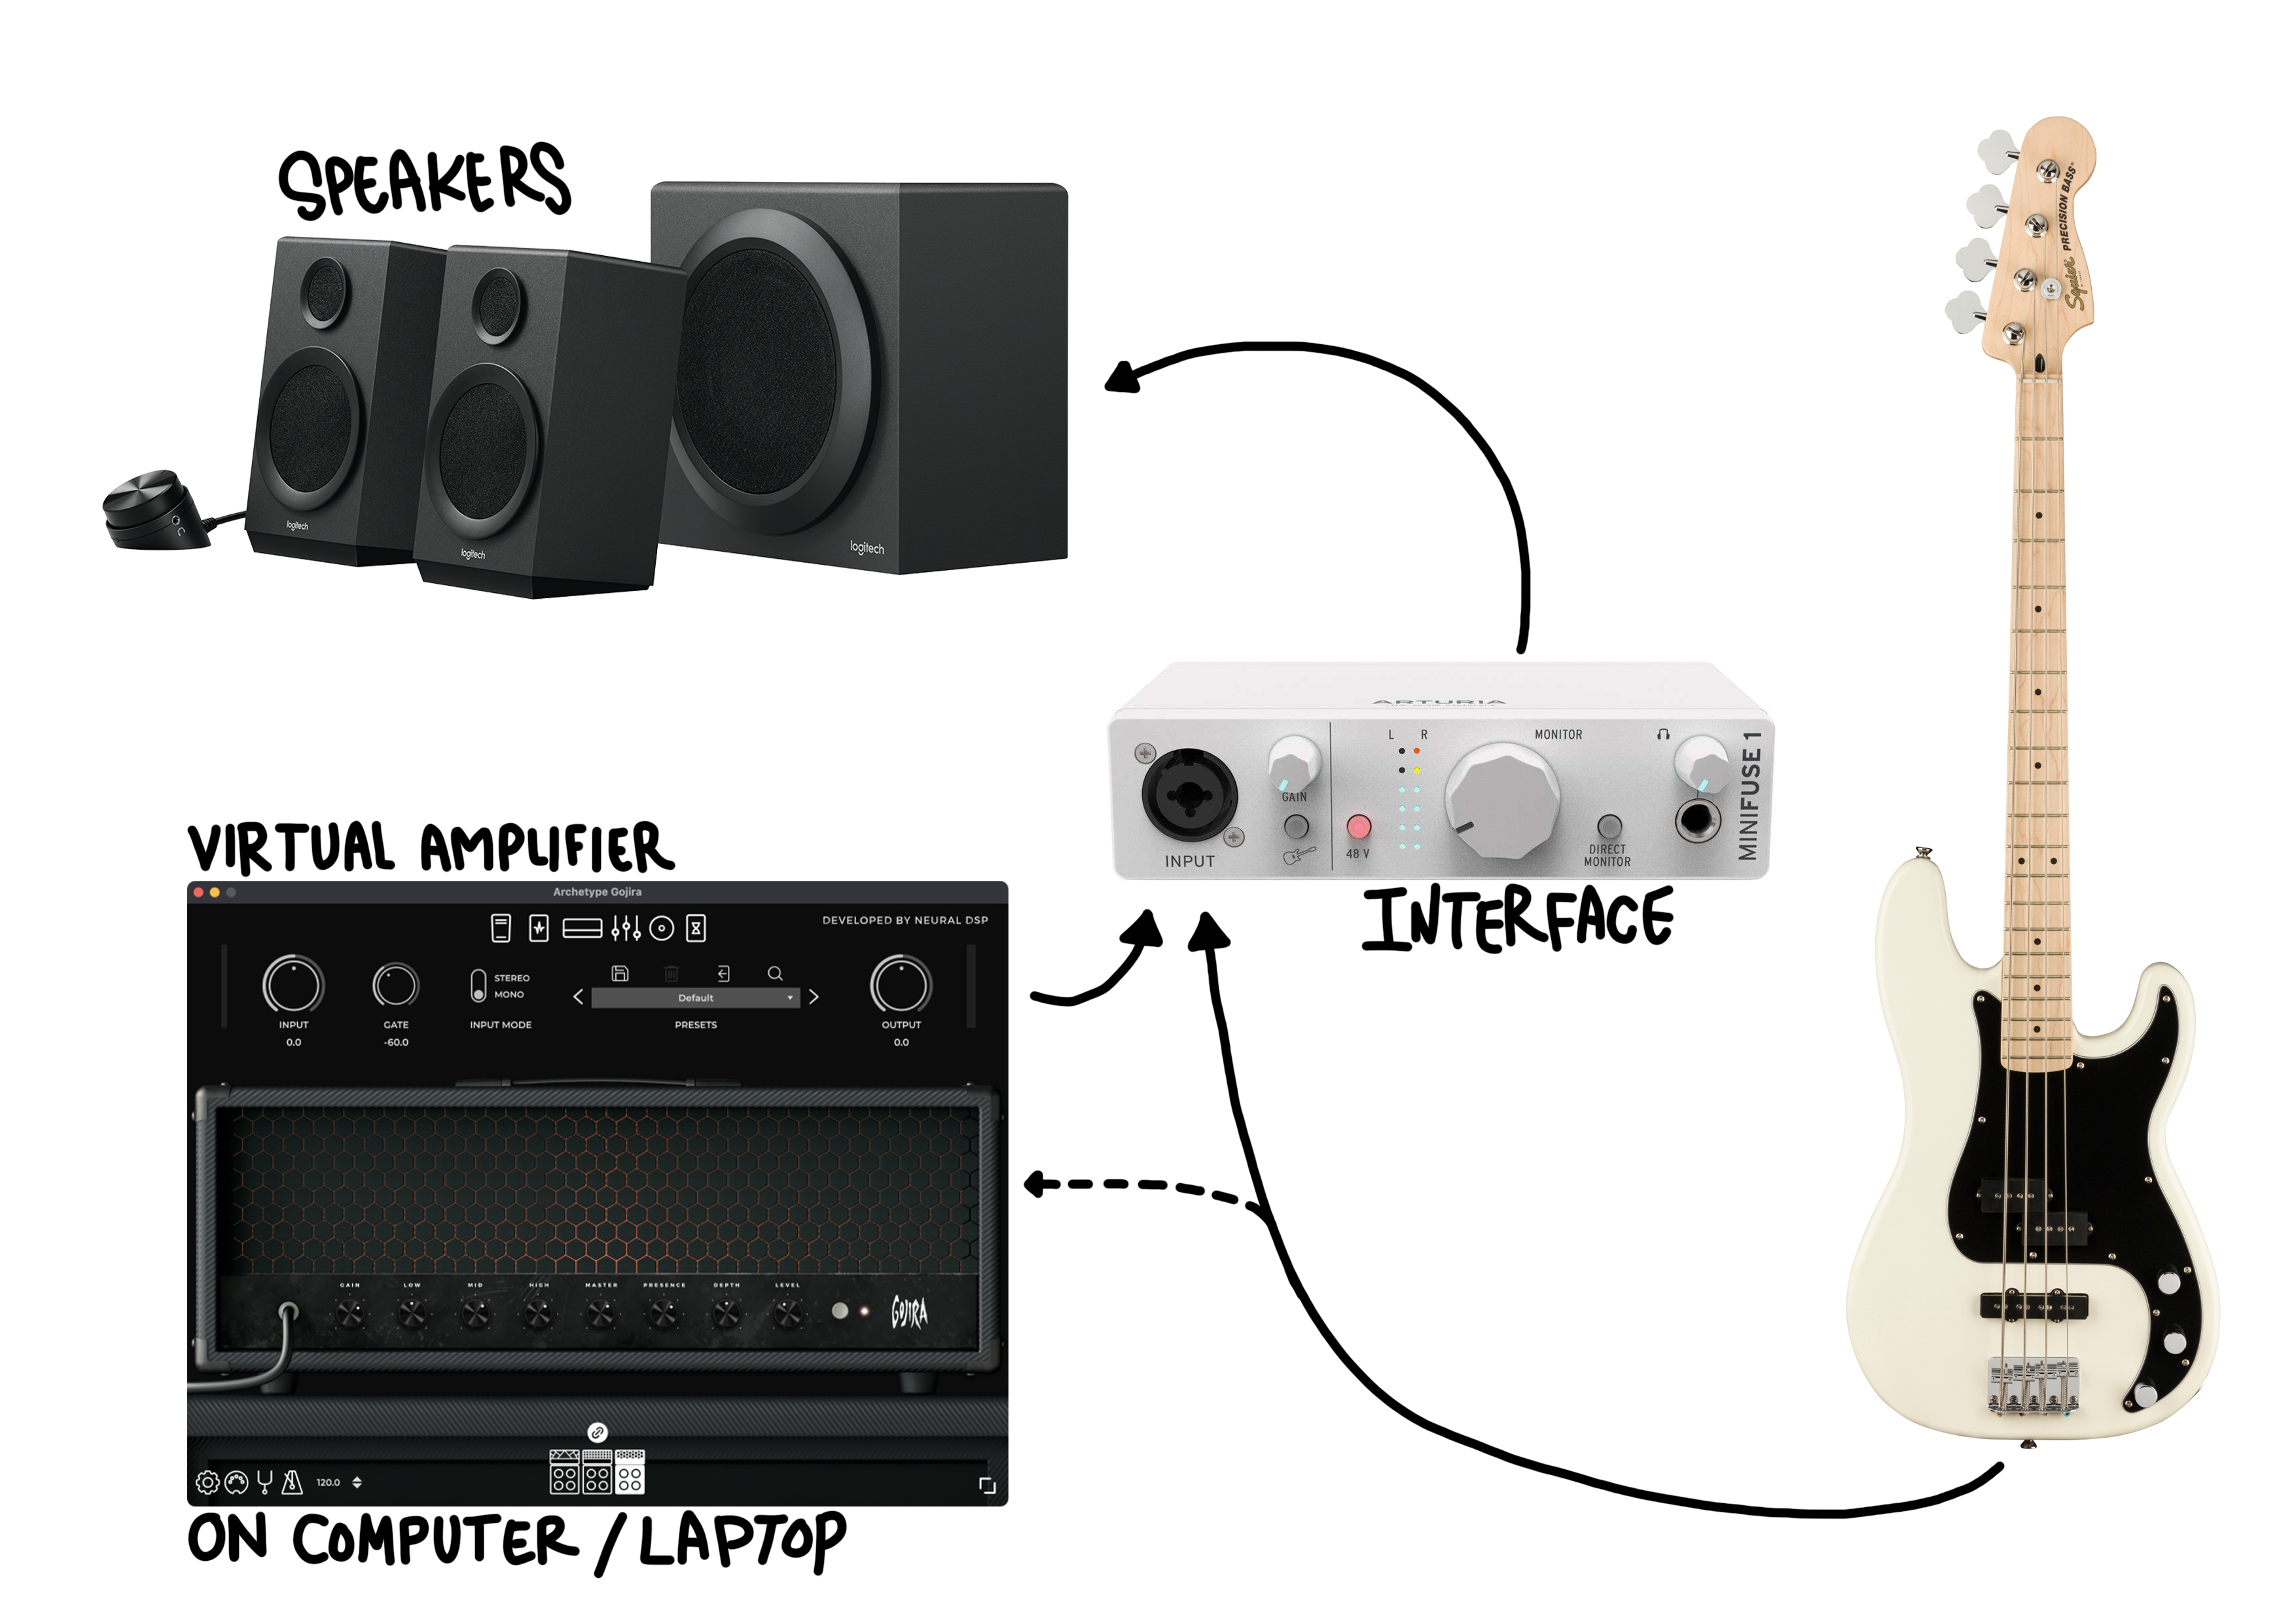 SPEAKERS
logitech
logitech
logitech
PRECISION BASS
Squier
ARTURIA
L R
MONITOR
GAIN
INPUT
48 V
DIRECT
MONITOR
MINIFUSE 1
INTERFACE
VIRTUAL AMPLIFIER
Archetype Gojira
DEVELOPED BY NEURAL DSP
STEREO
MONO
Default
INPUT
GATE
INPUT MODE
PRESETS
OUTPUT
0.0
-60.0
0.0
GAIN LOW MID HIGH MASTER PRESENCE DEPTH LEVEL
GOJIRA
120.0
ON COMPUTER / LAPTOP